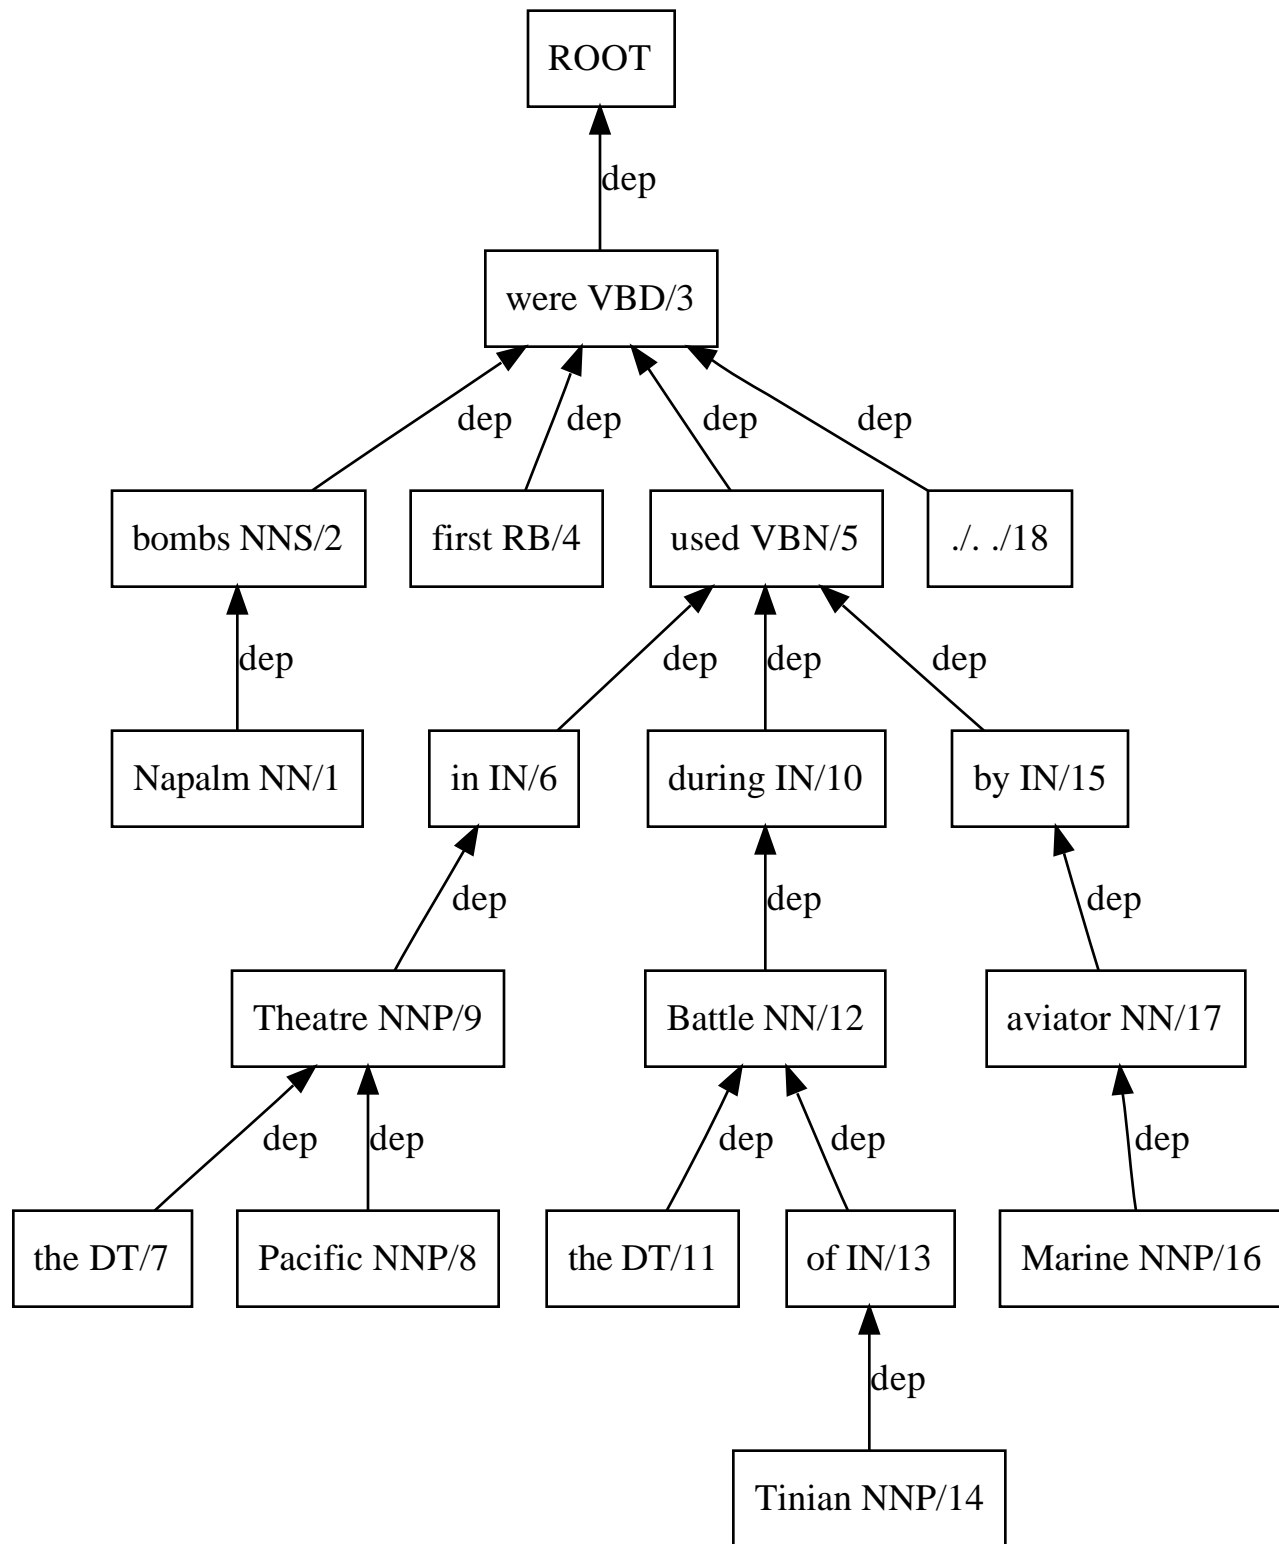 ROOT
dep
were VBD/3
dep dep dep dep
bombs NNS/2 first RB/4 used VBN/5 ./. ./18
dep dep dep dep
Napalm NN/1 in IN/6 during IN/10 by IN/15
dep dep dep
Theatre NNP/9 Battle NN/12 aviator NN/17
dep dep dep dep dep
the DT/7 Pacific NNP/8 the DT/11 of IN/13 Marine NNP/16
dep
Tinian NNP/14